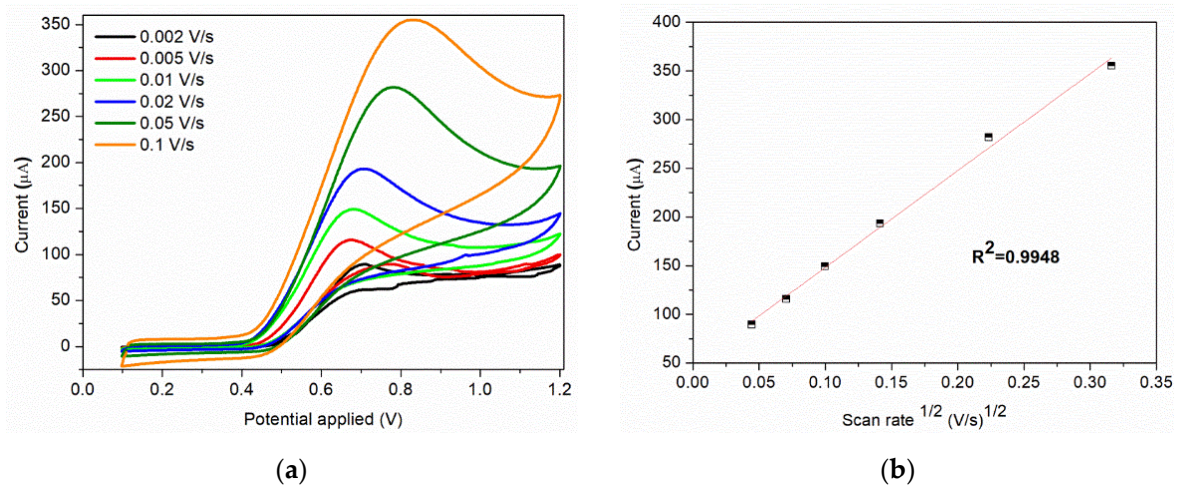 350
300
250
200
150
100
50
0
Current (µA)
0.002 V/s
0.005 V/s
0.01 V/s
0.02 V/s
0.05 V/s
0.1 V/s
0.0 0.2 0.4 0.6 0.8 1.0 1.2
Potential applied (V)
(a)
400
350
300
250
200
150
100
50
Current (µA)
R²=0.9948
0.00 0.05 0.10 0.15 0.20 0.25 0.30 0.35
Scan rate ^1/2 (V/s)^1/2
(b)